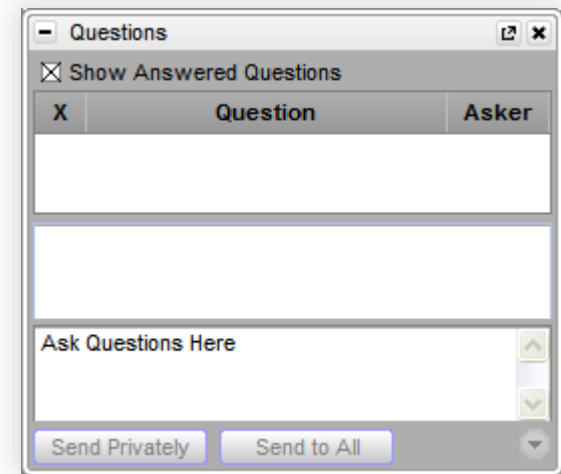 Questions
Show Answered Questions
X Question Asker
Ask Questions Here
Send Privately Send to All